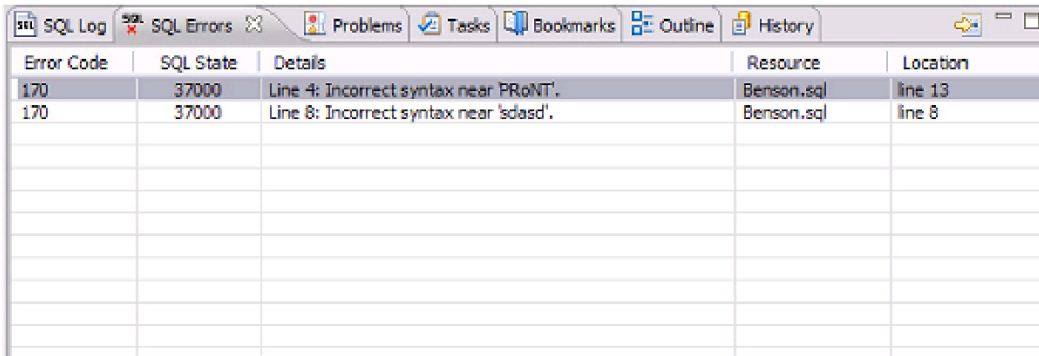 SQL Log SQL Errors Problems Tasks Bookmarks Outline History
Error Code SQL State Details Resource Location
170 37000 Line 4: Incorrect syntax near 'PRoNT'. Benson.sql line 13
170 37000 Line 8: Incorrect syntax near 'sdasd'. Benson.sql line 8